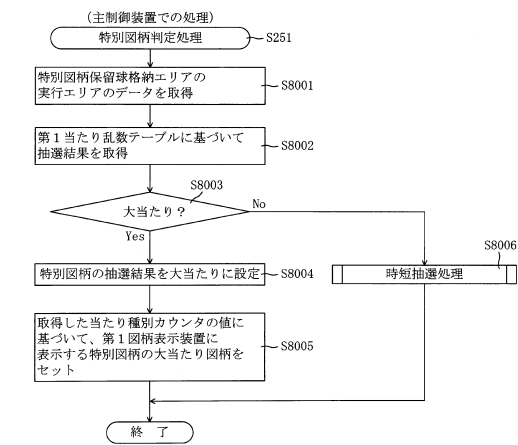 (主制御装置での処理)
特別図柄判定処理
S251
特別図柄保留球格納エリアの
実行エリアのデータを取得
S8001
第1当たり乱数テーブルに基づいて
抽選結果を取得
S8002
S8003
大当たり?
No
Yes
特別図柄の抽選結果を大当たりに設定
S8004
S8006
時短抽選処理
取得した当たり種別カウンタの値に
基づいて、第1図柄表示装置に
表示する特別図柄の大当たり図柄を
セット
S8005
終 了